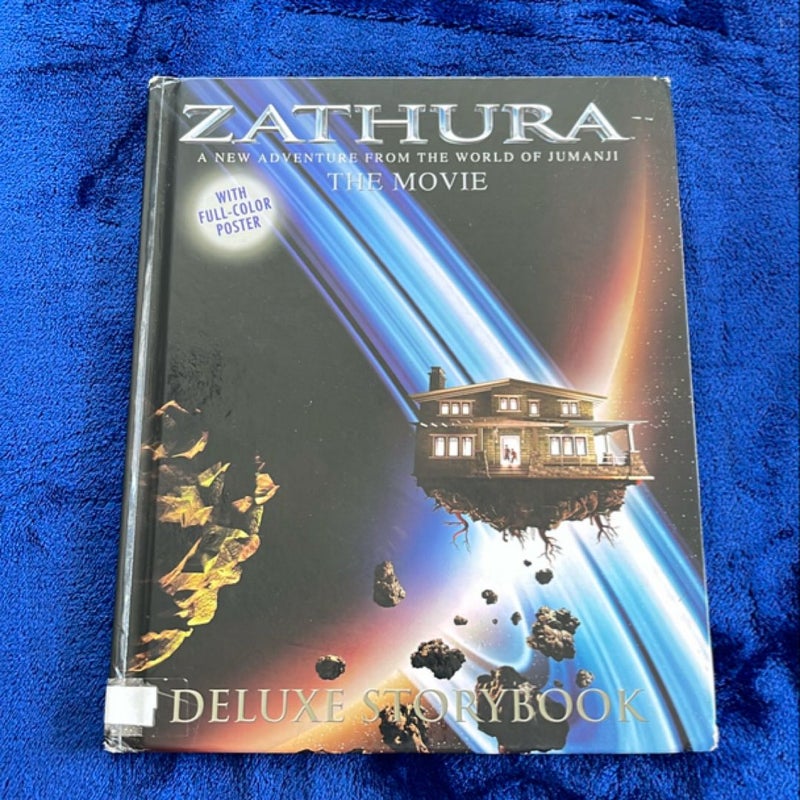 ZATHURA
A NEW ADVENTURE FROM THE WORLD OF JUMANJI
THE MOVIE
WITH
FULL-COLOR
POSTER
DELUXE STORYBOOK